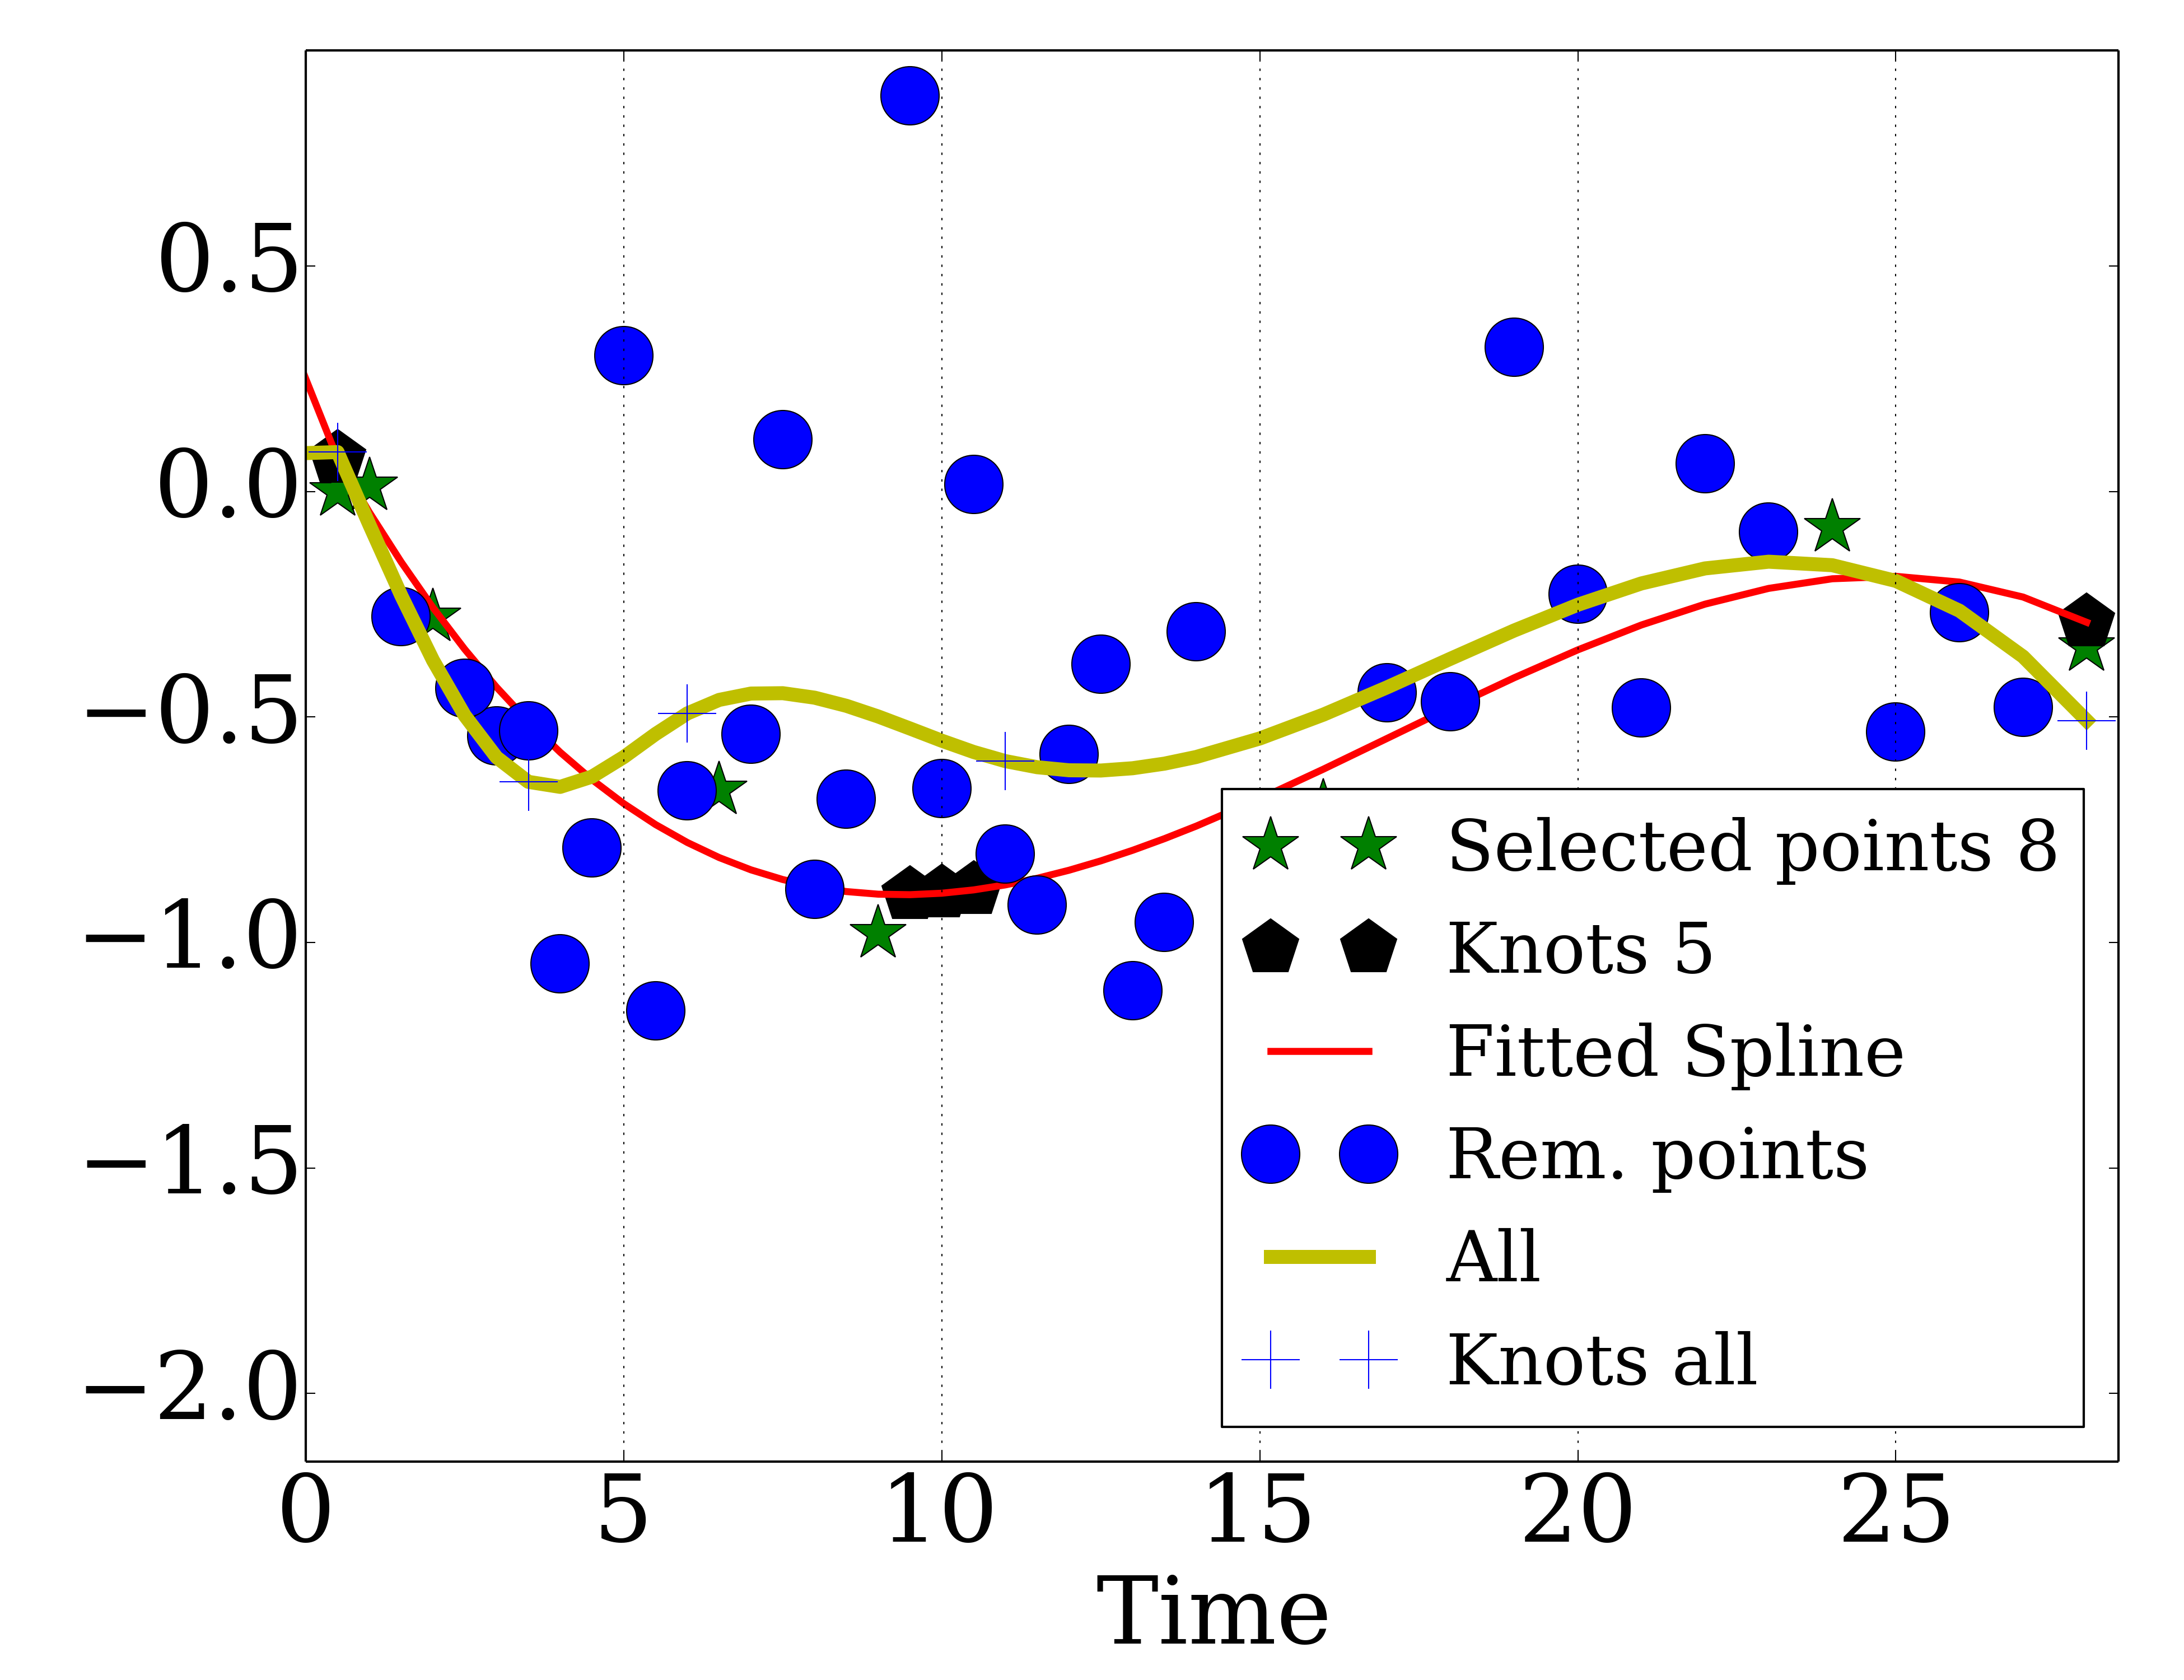 0.5
0.0
−0.5
−1.0
−1.5
−2.0
0 5 10 15 20 25
Time
Selected points 8
Knots 5
Fitted Spline
Rem. points
All
Knots all